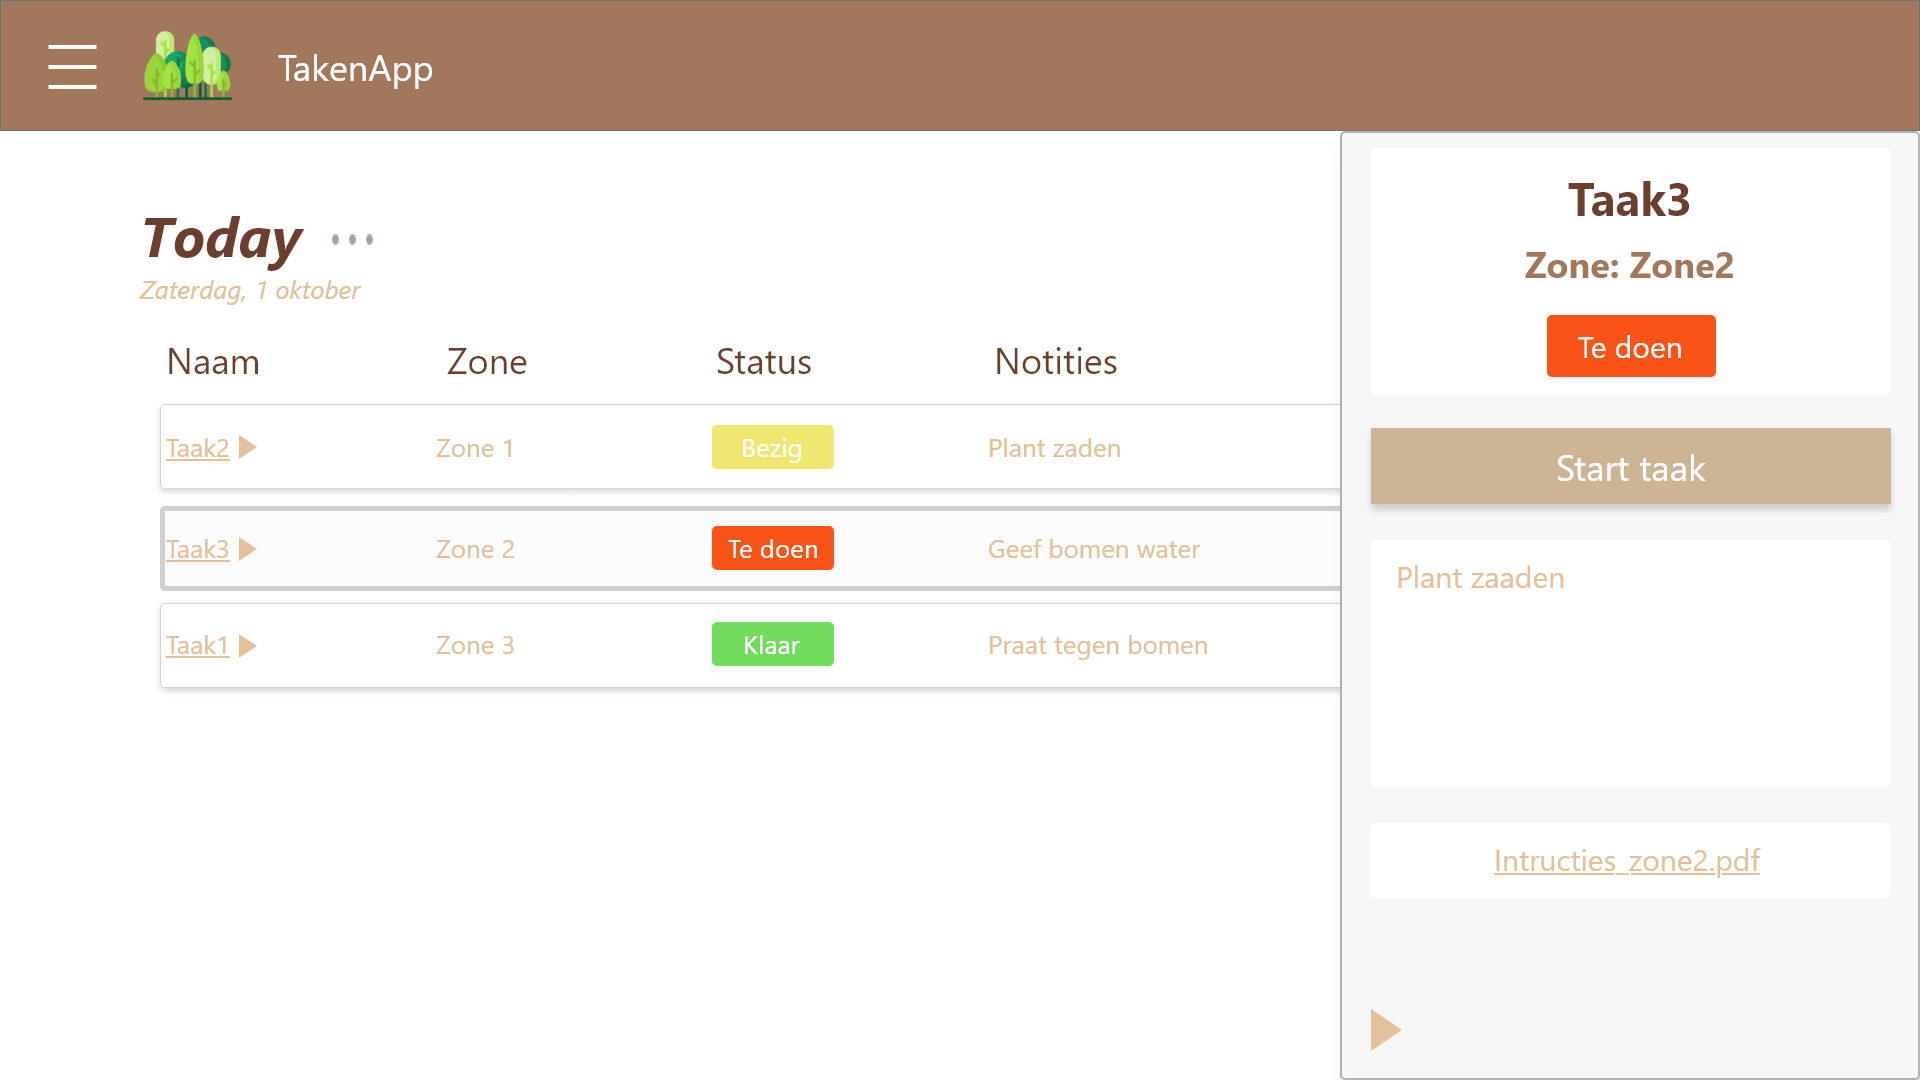 TakenApp
Today
Zaterdag, 1 oktober
Naam Zone Status Notities
Taak2 Zone 1 Bezig Plant zaden
Taak3 Zone 2 Te doen Geef bomen water
Taak1 Zone 3 Klaar Praat tegen bomen
Taak3
Zone: Zone2
Te doen
Start taak
Plant zaaden
Intructies_zone2.pdf